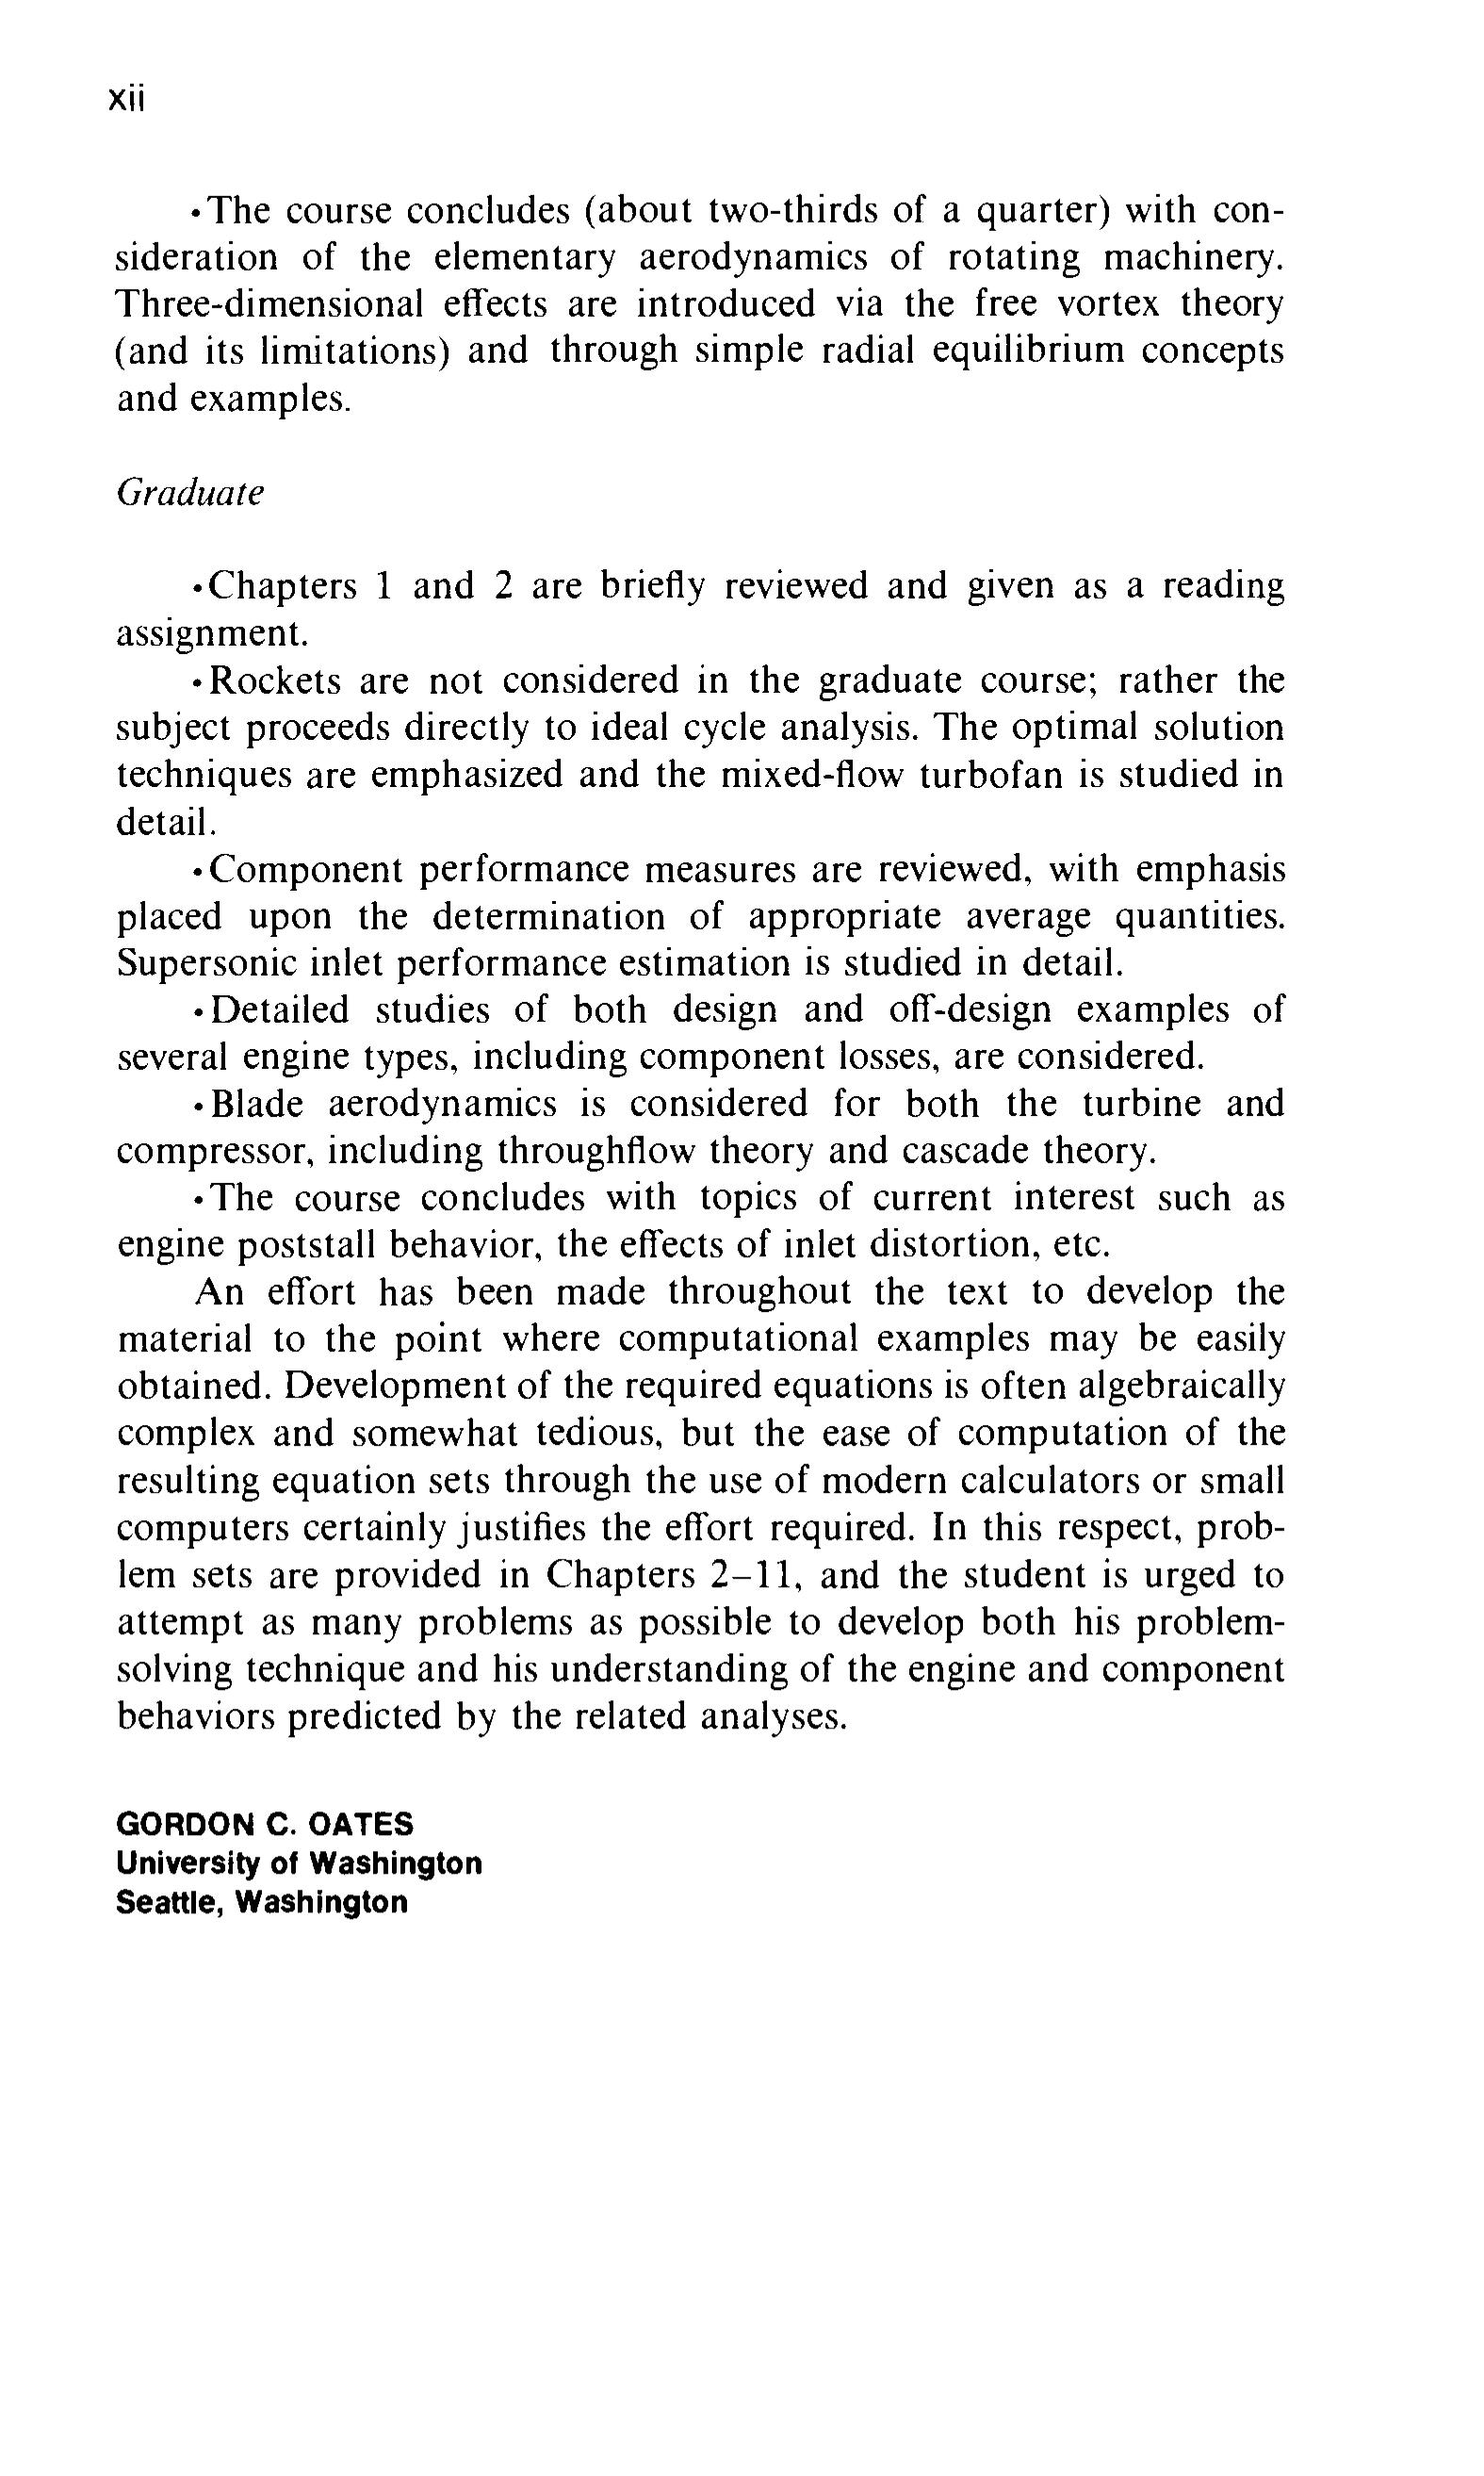 xii
•The course concludes (about two-thirds of a quarter) with con-
sideration of the elementary aerodynamics of rotating machinery.
Three-dimensional effects are introduced via the free vortex theory
(and its limitations) and through simple radial equilibrium concepts
and examples.
Graduate
•Chapters 1 and 2 are briefly reviewed and given as a reading
assignment.
•Rockets are not considered in the graduate course; rather the
subject proceeds directly to ideal cycle analysis. The optimal solution
techniques are emphasized and the mixed-flow turbofan is studied in
detail.
•Component performance measures are reviewed, with emphasis
placed upon the determination of appropriate average quantities.
Supersonic inlet performance estimation is studied in detail.
•Detailed studies of both design and off-design examples of
several engine types, including component losses, are considered.
•Blade aerodynamics is considered for both the turbine and
compressor, including throughflow theory and cascade theory.
•The course concludes with topics of current interest such as
engine poststall behavior, the effects of inlet distortion, etc.
An effort has been made throughout the text to develop the
material to the point where computational examples may be easily
obtained. Development of the required equations is often algebraically
complex and somewhat tedious, but the ease of computation of the
resulting equation sets through the use of modern calculators or small
computers certainly justifies the effort required. In this respect, prob-
lem sets are provided in Chapters 2–11, and the student is urged to
attempt as many problems as possible to develop both his problem-
solving technique and his understanding of the engine and component
behaviors predicted by the related analyses.
GORDON C. OATES
University of Washington
Seattle, Washington